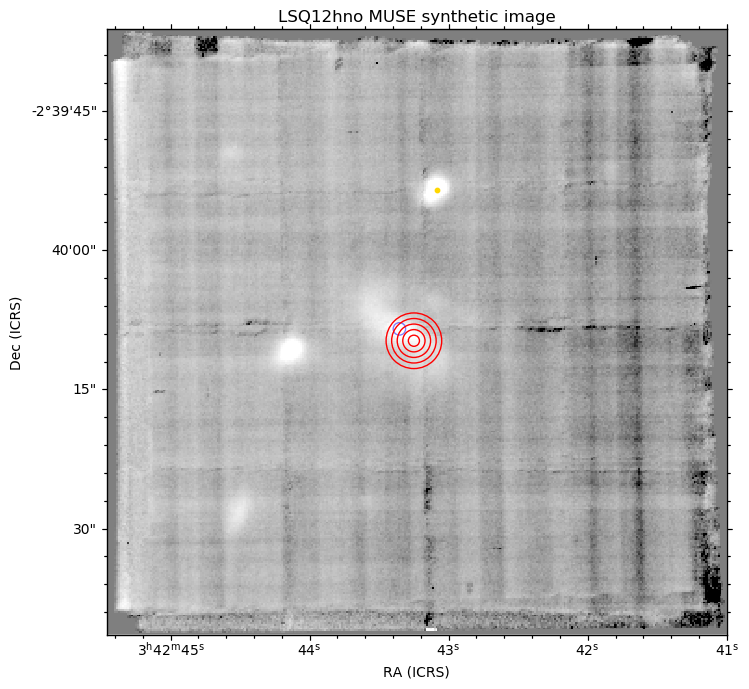 LSQ12hno MUSE synthetic image
-2°39'45"
40'00"
15"
30"
Dec (ICRS)
3ʰ42ᵐ45ˢ 44ˢ 43ˢ 42ˢ 41ˢ
RA (ICRS)